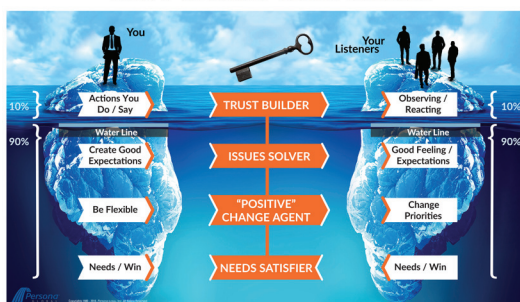 You
Your
Listeners
10%
Actions You
Do / Say
TRUST BUILDER
Observing /
Reacting
10%
Water Line
Water Line
90%
Create Good
Expectations
ISSUES SOLVER
Good Feeling /
Expectations
90%
Be Flexible
"POSITIVE"
CHANGE AGENT
Change
Priorities
Needs / Win
NEEDS SATISFIER
Needs / Win
Persona